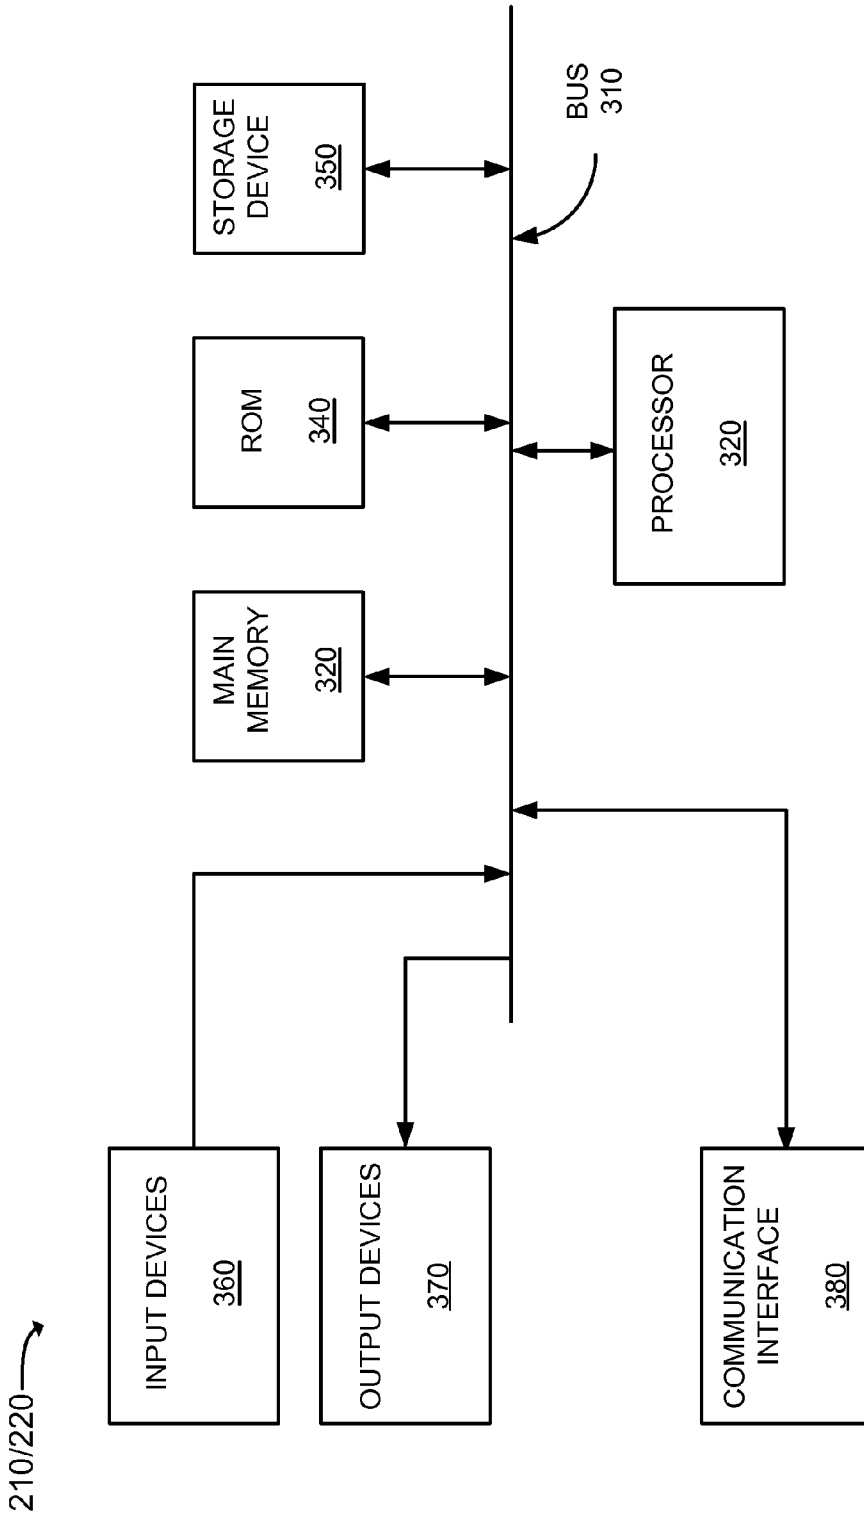 210/220
INPUT DEVICES
360
OUTPUT DEVICES
370
COMMUNICATION
INTERFACE
380
MAIN
MEMORY
320
ROM
340
STORAGE
DEVICE
350
PROCESSOR
320
BUS
310